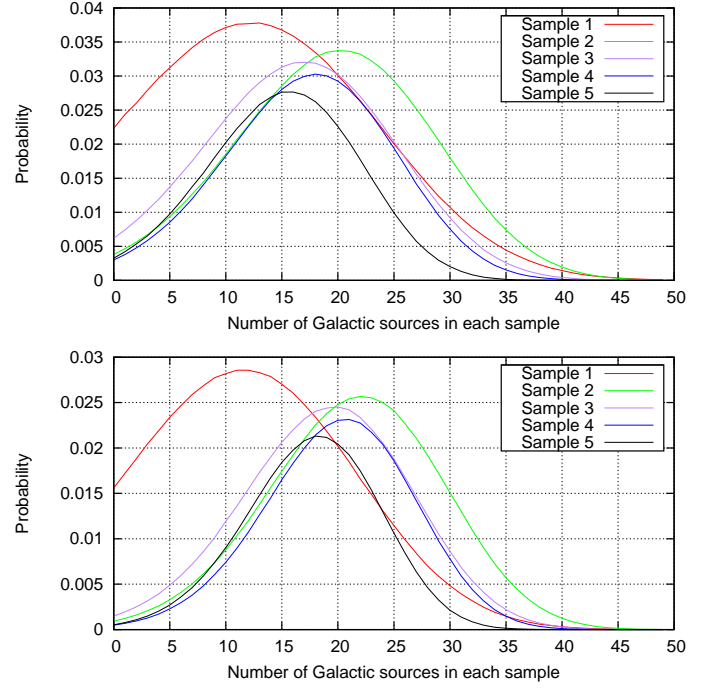 0.04
0.035
0.03
0.025
0.02
0.015
0.01
0.005
0
Probability
Sample 1
Sample 2
Sample 3
Sample 4
Sample 5
0 5 10 15 20 25 30 35 40 45 50
Number of Galactic sources in each sample
0.03
0.025
0.02
0.015
0.01
0.005
0
Probability
Sample 1
Sample 2
Sample 3
Sample 4
Sample 5
0 5 10 15 20 25 30 35 40 45 50
Number of Galactic sources in each sample